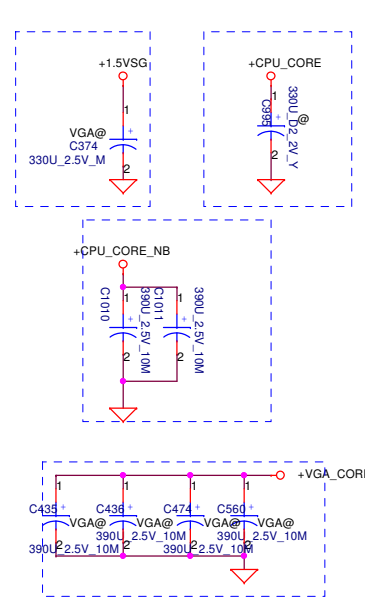 +1.5VSG
1
VGA@
+
C374
330U_2.5V_M
2
+CPU_CORE
1
330U_D2_2V_Y
C995
@
+
2
+CPU_CORE_NB
1
1
C1010
390U_2.5V_10M
C1011
390U_2.5V_10M
+
+
2
2
+VGA_CORE
1
1
1
1
C435 +
C436 +
C474 +
C560 +
VGA@
VGA@
VGA@
VGA@
2
2
2
2
390U_2.5V_10M
390U_2.5V_10M
390U_2.5V_10M
390U_2.5V_10M